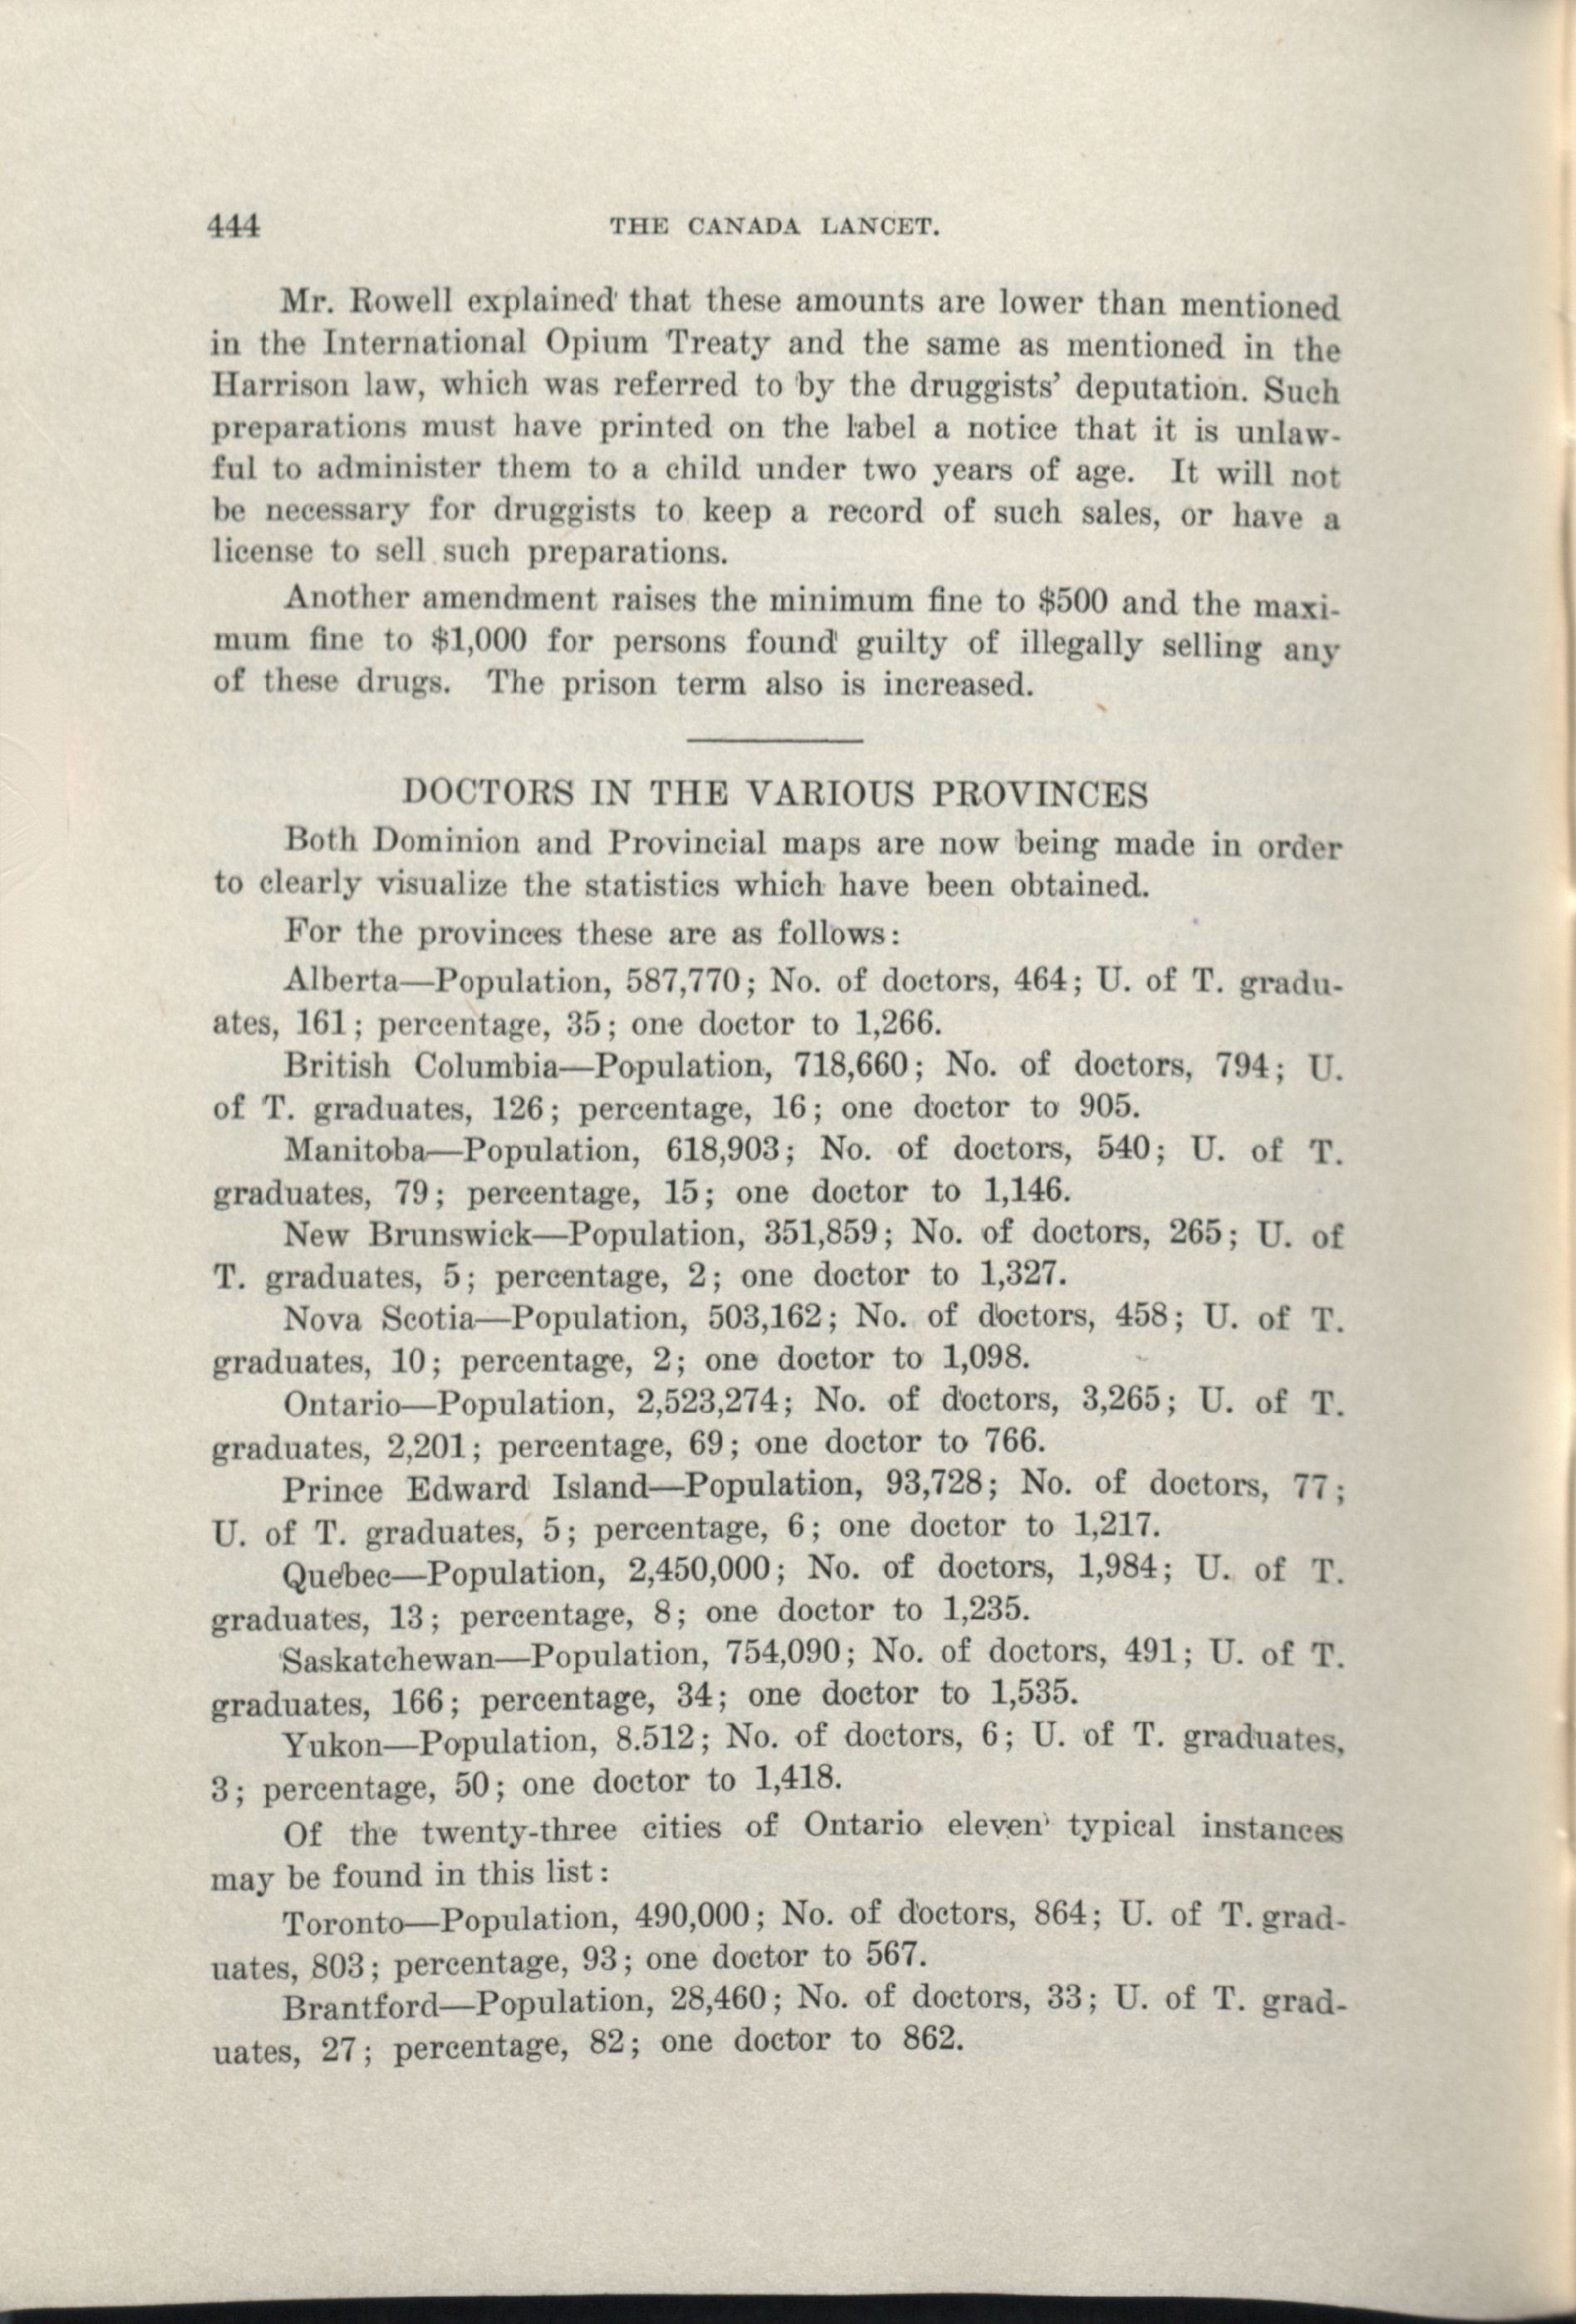 444
THE CANADA LANCET.
Mr. Rowell explained that these amounts are lower than mentioned
in the International Opium Treaty and the same as mentioned in the
Harrison law, which was referred to by the druggists' deputation. Such
preparations must have printed on the label a notice that it is unlaw-
ful to administer them to a child under two years of age. It will not
be necessary for druggists to keep a record of such sales, or have a
license to sell such preparations.
Another amendment raises the minimum fine to $500 and the maxi-
mum fine to $1,000 for persons found guilty of illegally selling any
of these drugs. The prison term also is increased.
DOCTORS IN THE VARIOUS PROVINCES
Both Dominion and Provincial maps are now being made in order
to clearly visualize the statistics which have been obtained.
For the provinces these are as follows:
Alberta—Population, 587,770; No. of doctors, 464; U. of T. gradu-
ates, 161; percentage, 35; one doctor to 1,266.
British Columbia—Population, 718,660; No. of doctors, 794; U.
of T. graduates, 126; percentage, 16; one doctor to 905.
Manitoba—Population, 618,903; No. of doctors, 540; U. of T.
graduates, 79; percentage, 15; one doctor to 1,146.
New Brunswick—Population, 351,859; No. of doctors, 265; U. of
T. graduates, 5; percentage, 2; one doctor to 1,327.
Nova Scotia—Population, 503,162; No. of doctors, 458; U. of T.
graduates, 10; percentage, 2; one doctor to 1,098.
Ontario—Population, 2,523,274; No. of doctors, 3,265; U. of T.
graduates, 2,201; percentage, 69; one doctor to 766.
Prince Edward Island—Population, 93,728; No. of doctors, 77;
U. of T. graduates, 5; percentage, 6; one doctor to 1,217.
Quebec—Population, 2,450,000; No. of doctors, 1,984; U. of T.
graduates, 13; percentage, 8; one doctor to 1,235.
Saskatchewan—Population, 754,090; No. of doctors, 491; U. of T.
graduates, 166; percentage, 34; one doctor to 1,535.
Yukon—Population, 8.512; No. of doctors, 6; U. of T. graduates,
3; percentage, 50; one doctor to 1,418.
Of the twenty-three cities of Ontario eleven typical instances
may be found in this list:
Toronto—Population, 490,000; No. of doctors, 864; U. of T. grad-
uates, 803; percentage, 93; one doctor to 567.
Brantford—Population, 28,460; No. of doctors, 33; U. of T. grad-
uates, 27; percentage, 82; one doctor to 862.